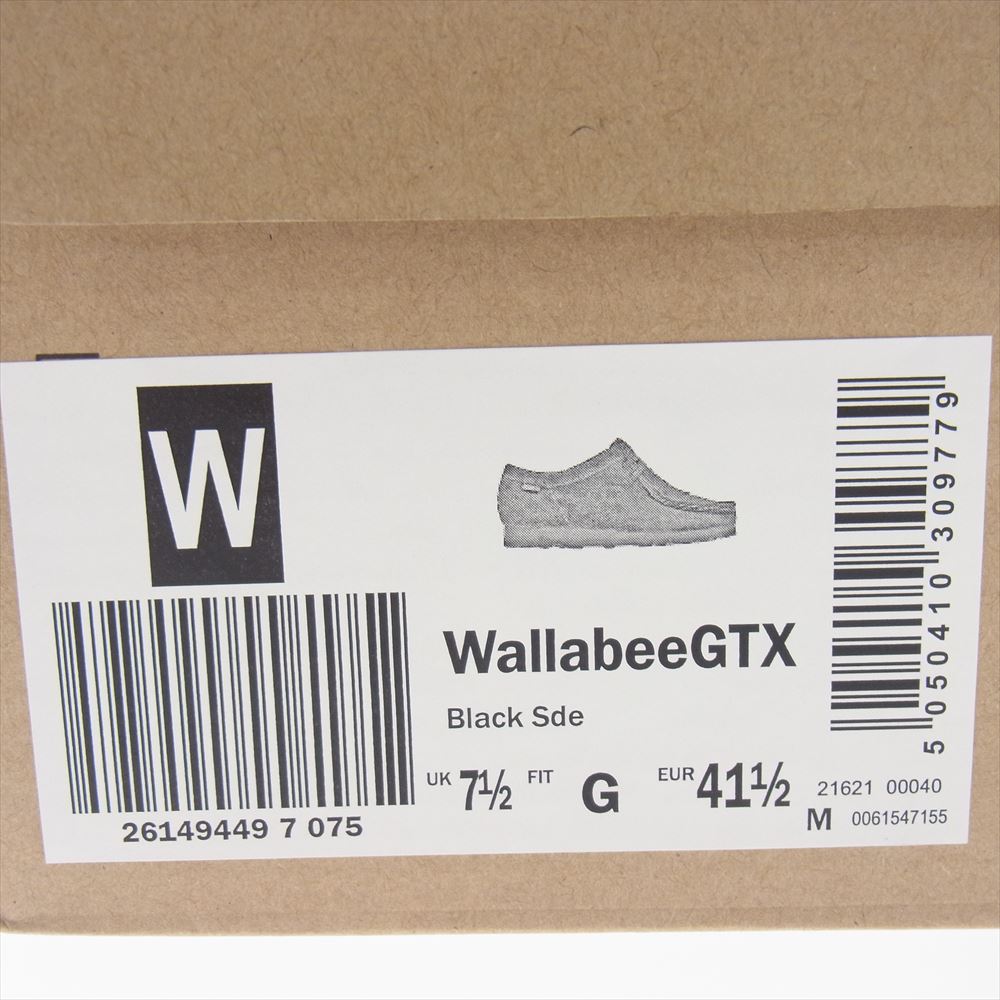 W
26149449 7 075
WallabeeGTX
Black Sde
UK 7½ FIT G EUR 41½
5 050410 309779
21621 00040
M 0061547155